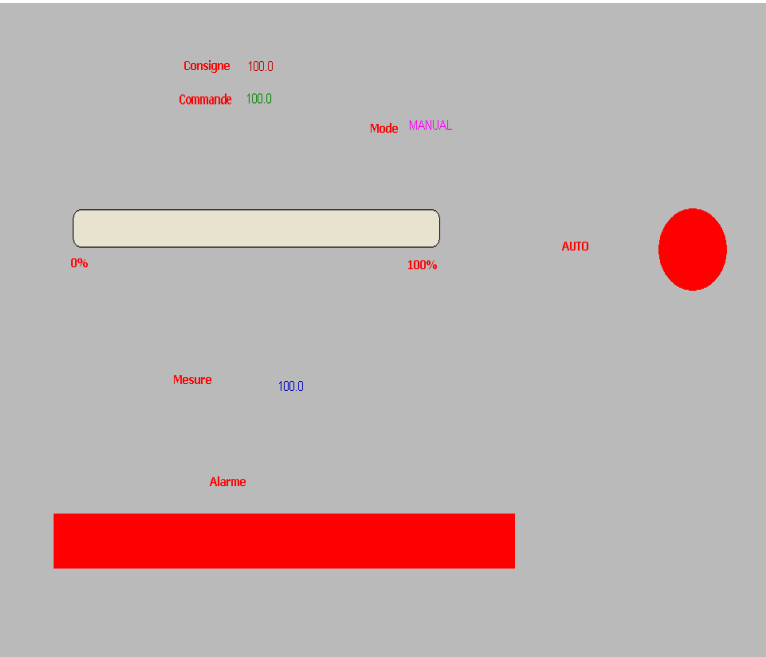 Consigne 100.0
Commande 100.0
Mode MANUAL
AUTO
0% 100%
Mesure 100.0
Alarme